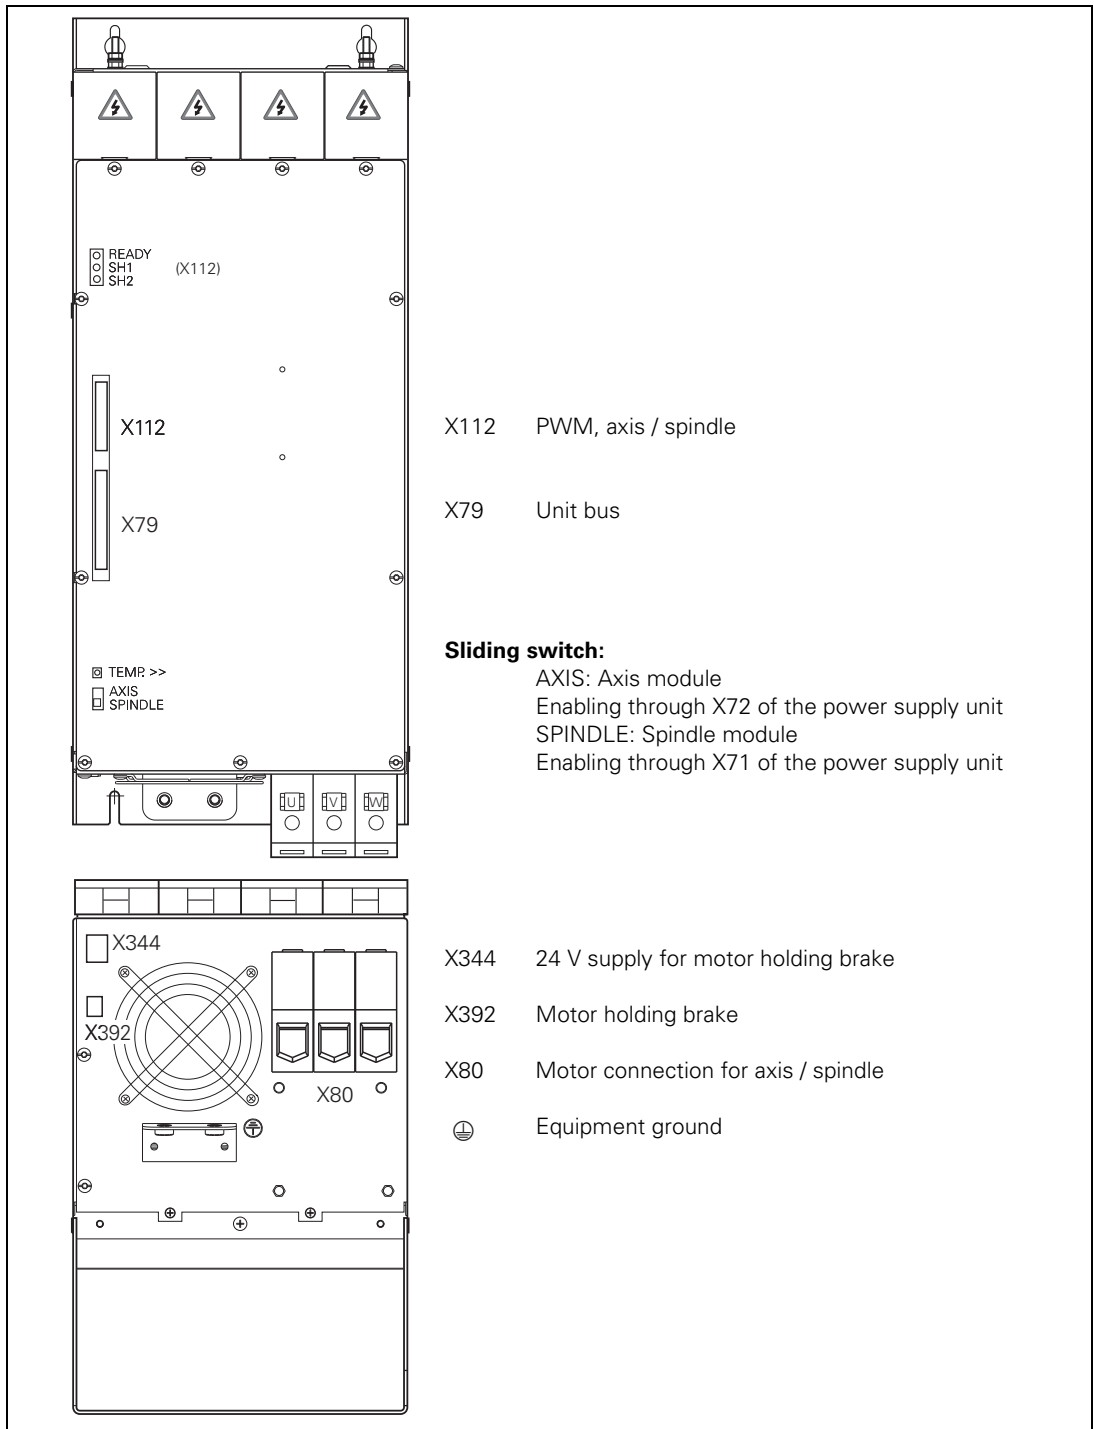 READY
SH1 (X112)
SH2
X112
X112 PWM, axis / spindle
X79 Unit bus
X79
Sliding switch:
TEMP. >>
AXIS: Axis module
AXIS
Enabling through X72 of the power supply unit
SPINDLE
SPINDLE: Spindle module
Enabling through X71 of the power supply unit
U V W
X344
X344 24 V supply for motor holding brake
X392 Motor holding brake
X392
X80 Motor connection for axis / spindle
X80
Equipment ground